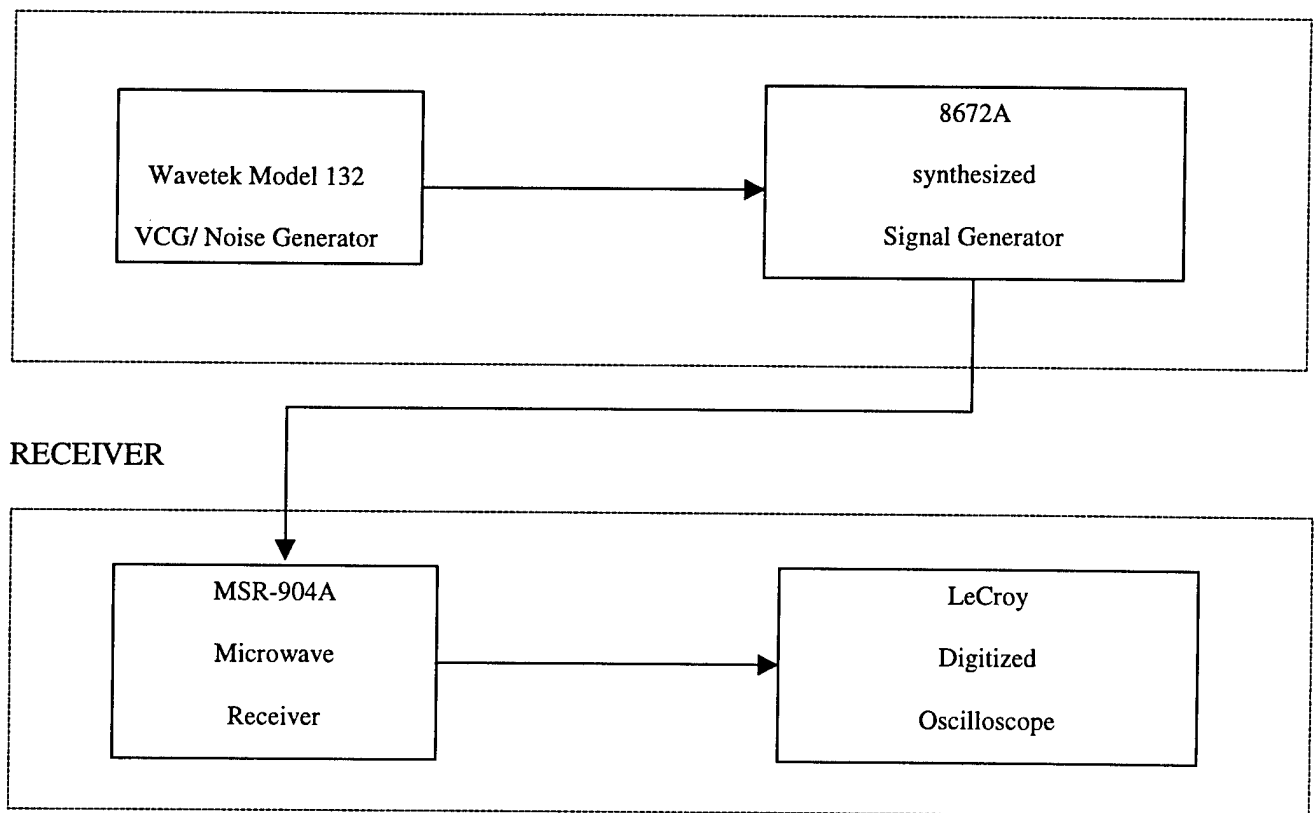 Wavetek Model 132
VCG/ Noise Generator
8672A
synthesized
Signal Generator
RECEIVER
MSR-904A
Microwave
Receiver
LeCroy
Digitized
Oscilloscope